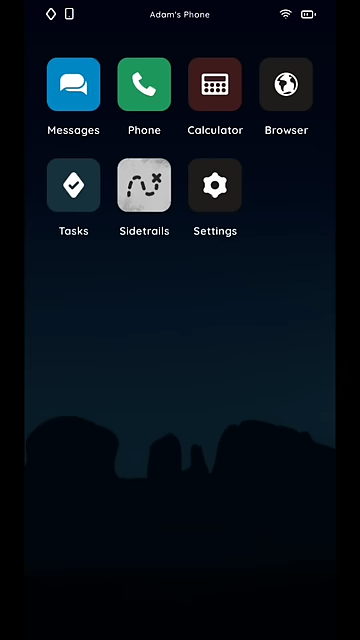 Adam's Phone
Messages Phone Calculator Browser
Tasks Sidetrails Settings